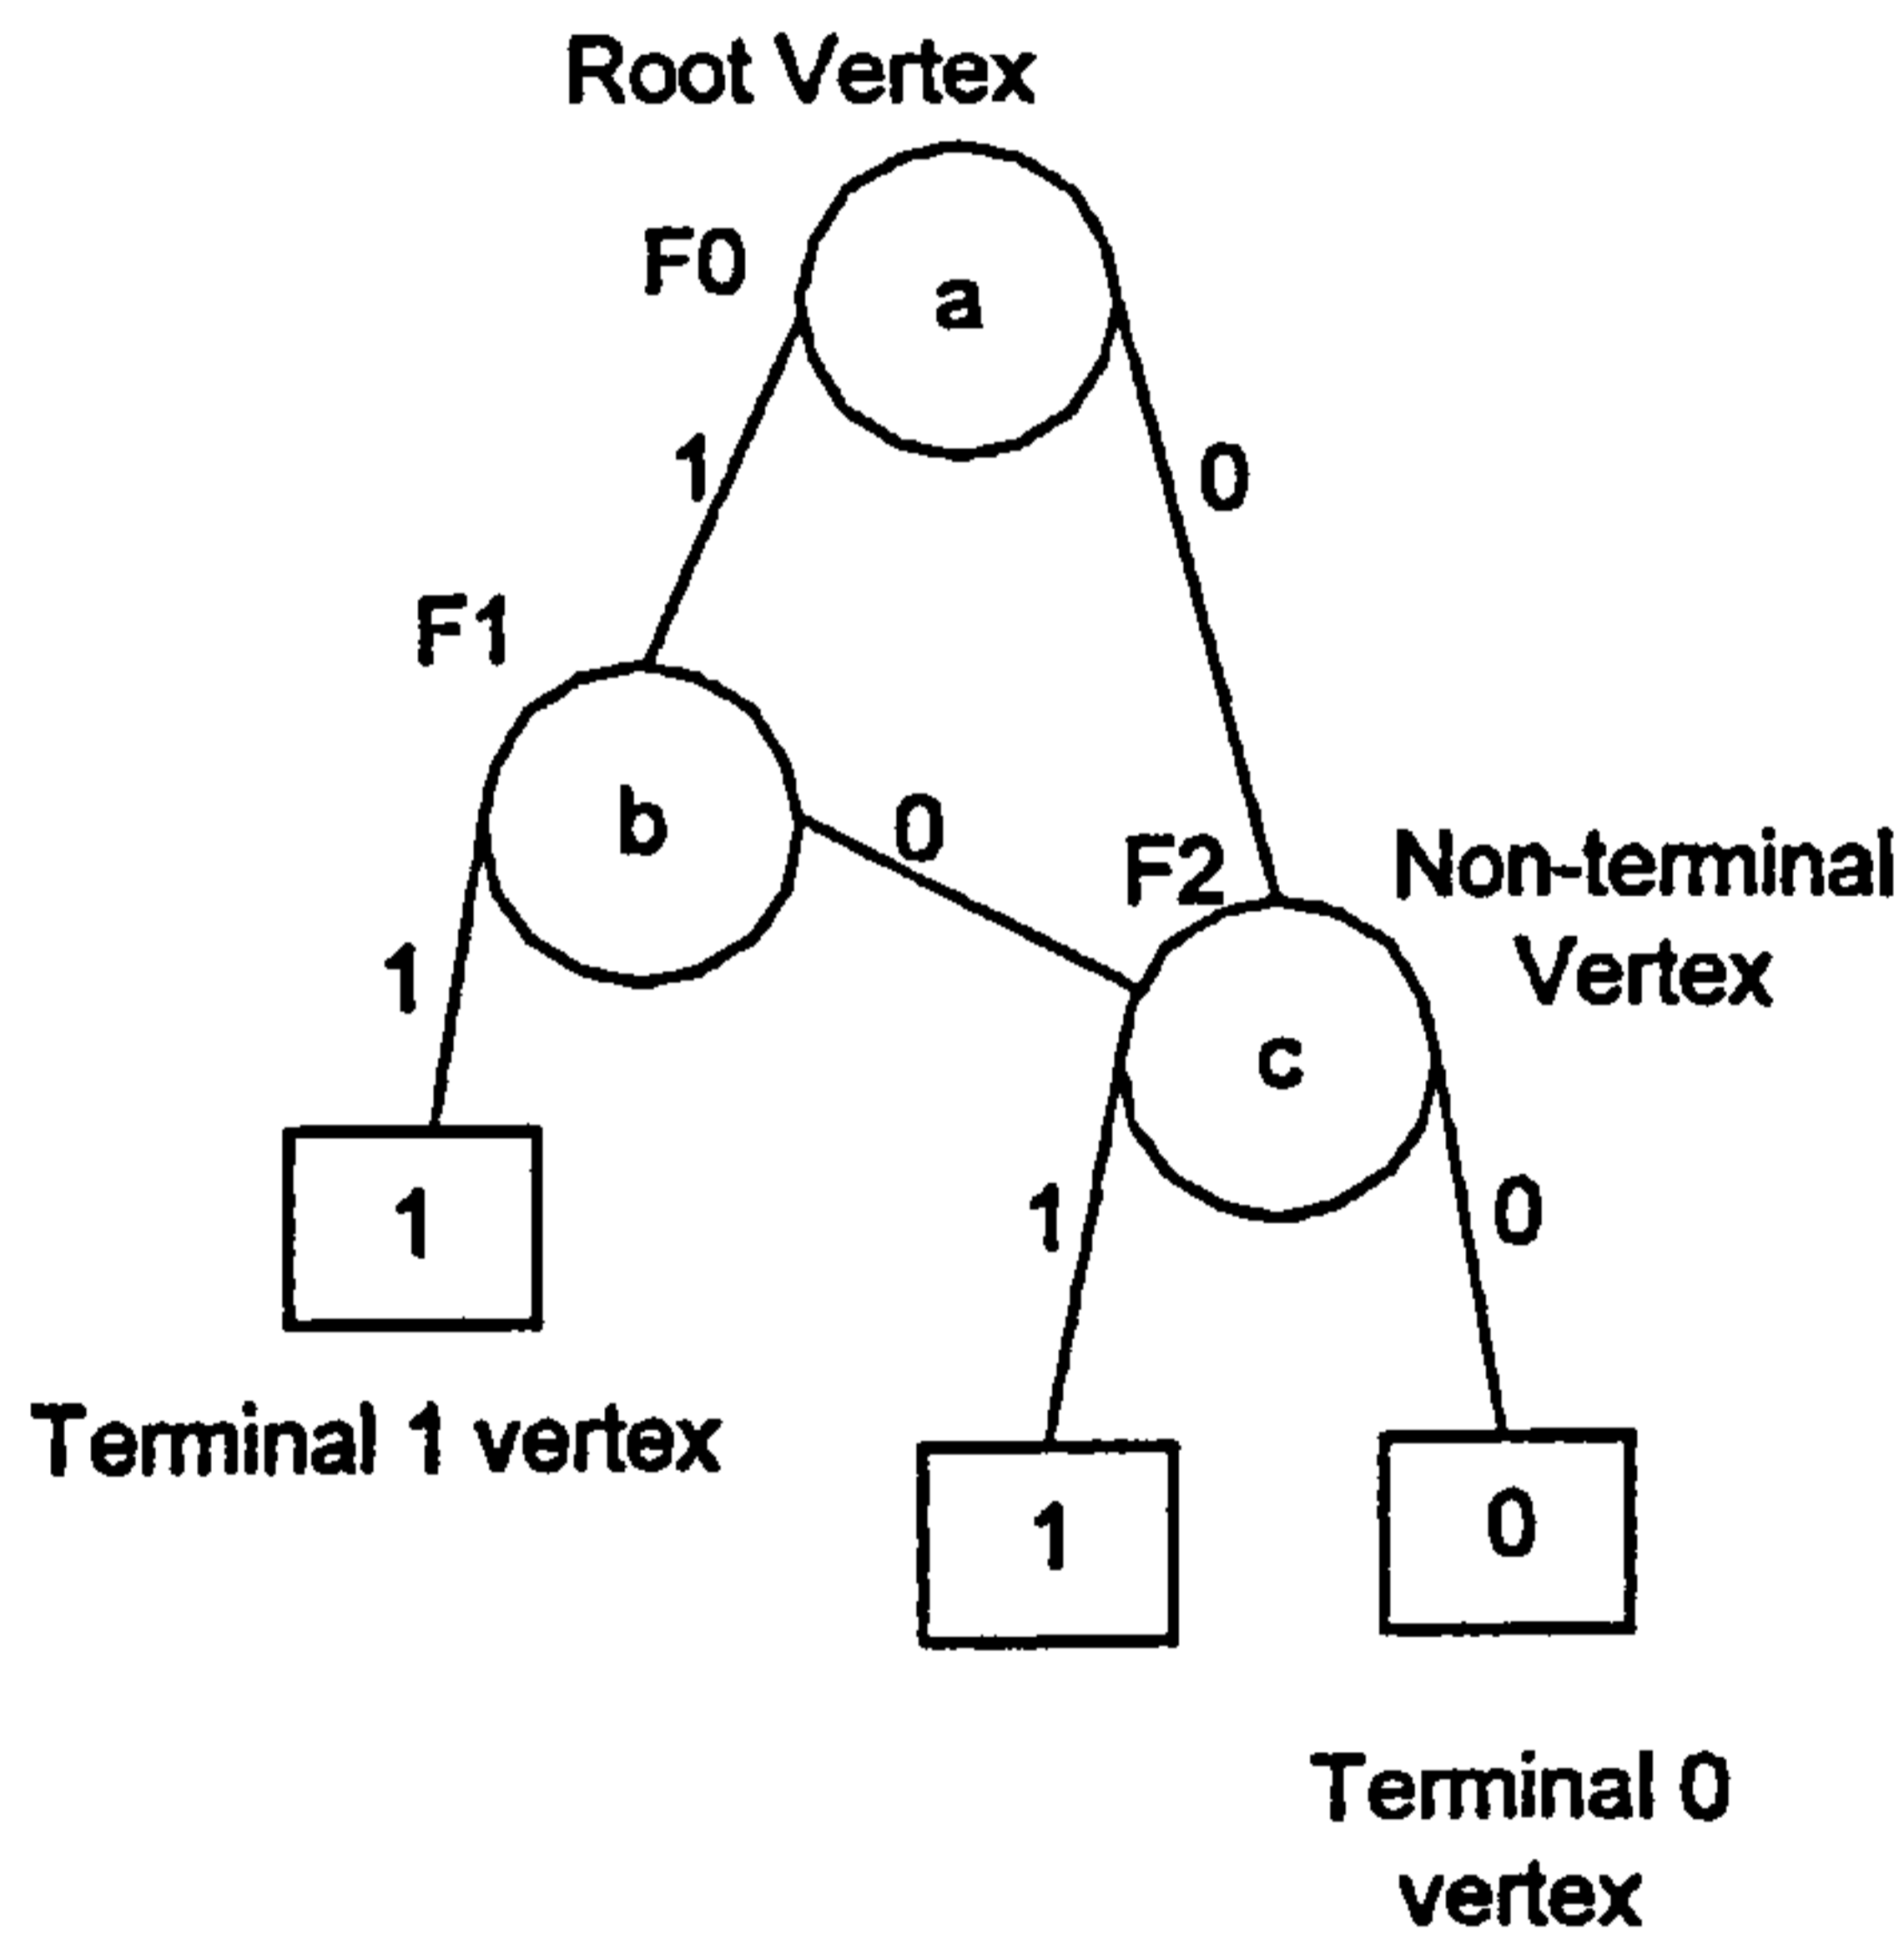 Root Vertex
F0
a
1
0
F1
b
0
F2
Non-terminal
Vertex
1
c
1
0
1
Terminal 1 vertex
1
0
Terminal 0
vertex